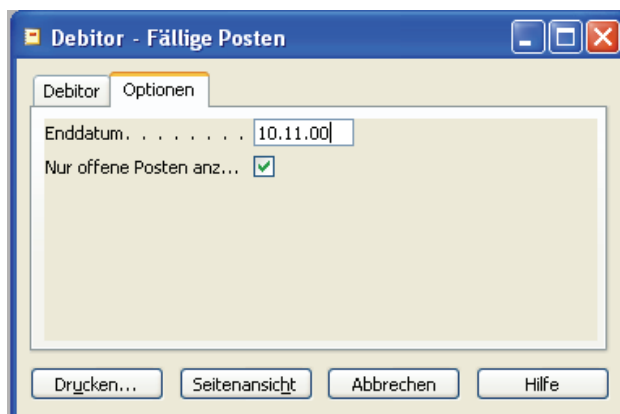 Debitor - Fällige Posten
Debitor Optionen
Enddatum. . . . . . . . 10.11.00
Nur offene Posten anz...
Drucken... Seitenansicht Abbrechen Hilfe